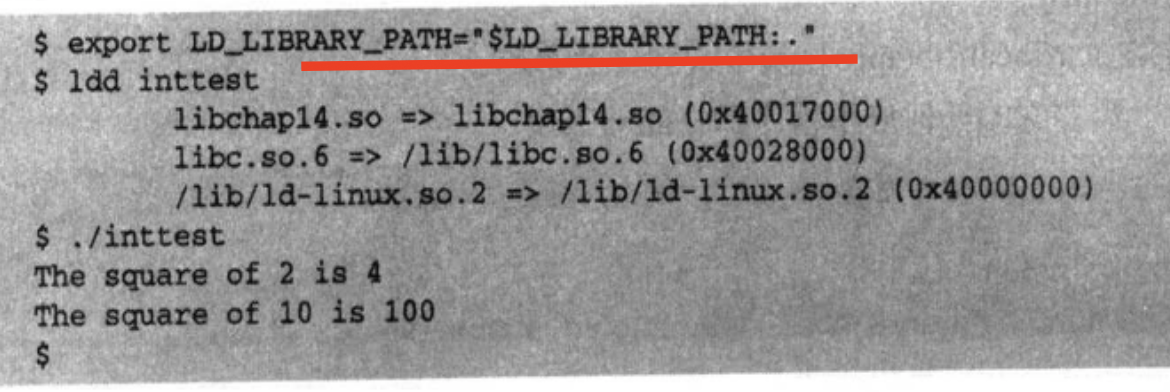 $ export LD_LIBRARY_PATH="$LD_LIBRARY_PATH:."
$ ldd inttest
libchap14.so => libchap14.so (0x40017000)
libc.so.6 => /lib/libc.so.6 (0x40028000)
/lib/ld-linux.so.2 => /lib/ld-linux.so.2 (0x40000000)
$ ./inttest
The square of 2 is 4
The square of 10 is 100
$